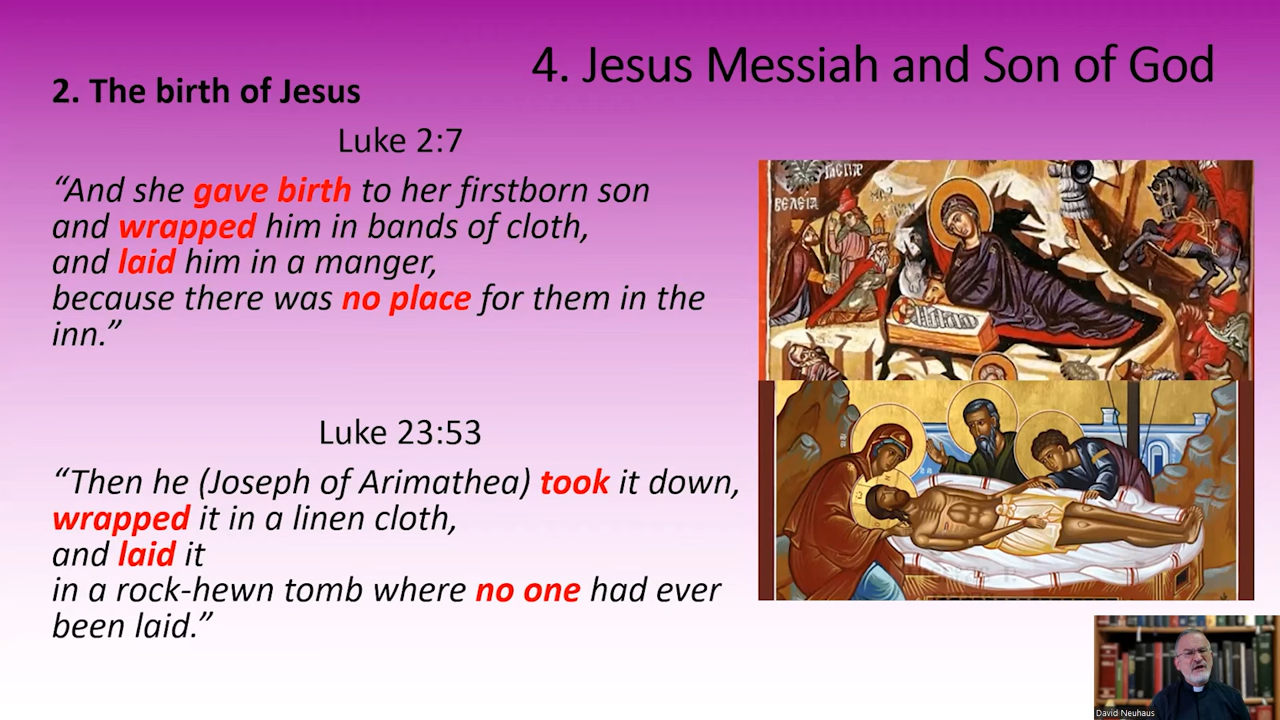 4. Jesus Messiah and Son of God
2. The birth of Jesus
Luke 2:7
“And she gave birth to her firstborn son
and wrapped him in bands of cloth,
and laid him in a manger,
because there was no place for them in the
inn.”
Luke 23:53
“Then he (Joseph of Arimathea) took it down,
wrapped it in a linen cloth,
and laid it
in a rock-hewn tomb where no one had ever
been laid.”
ВЕЛЕІА
David Neuhaus